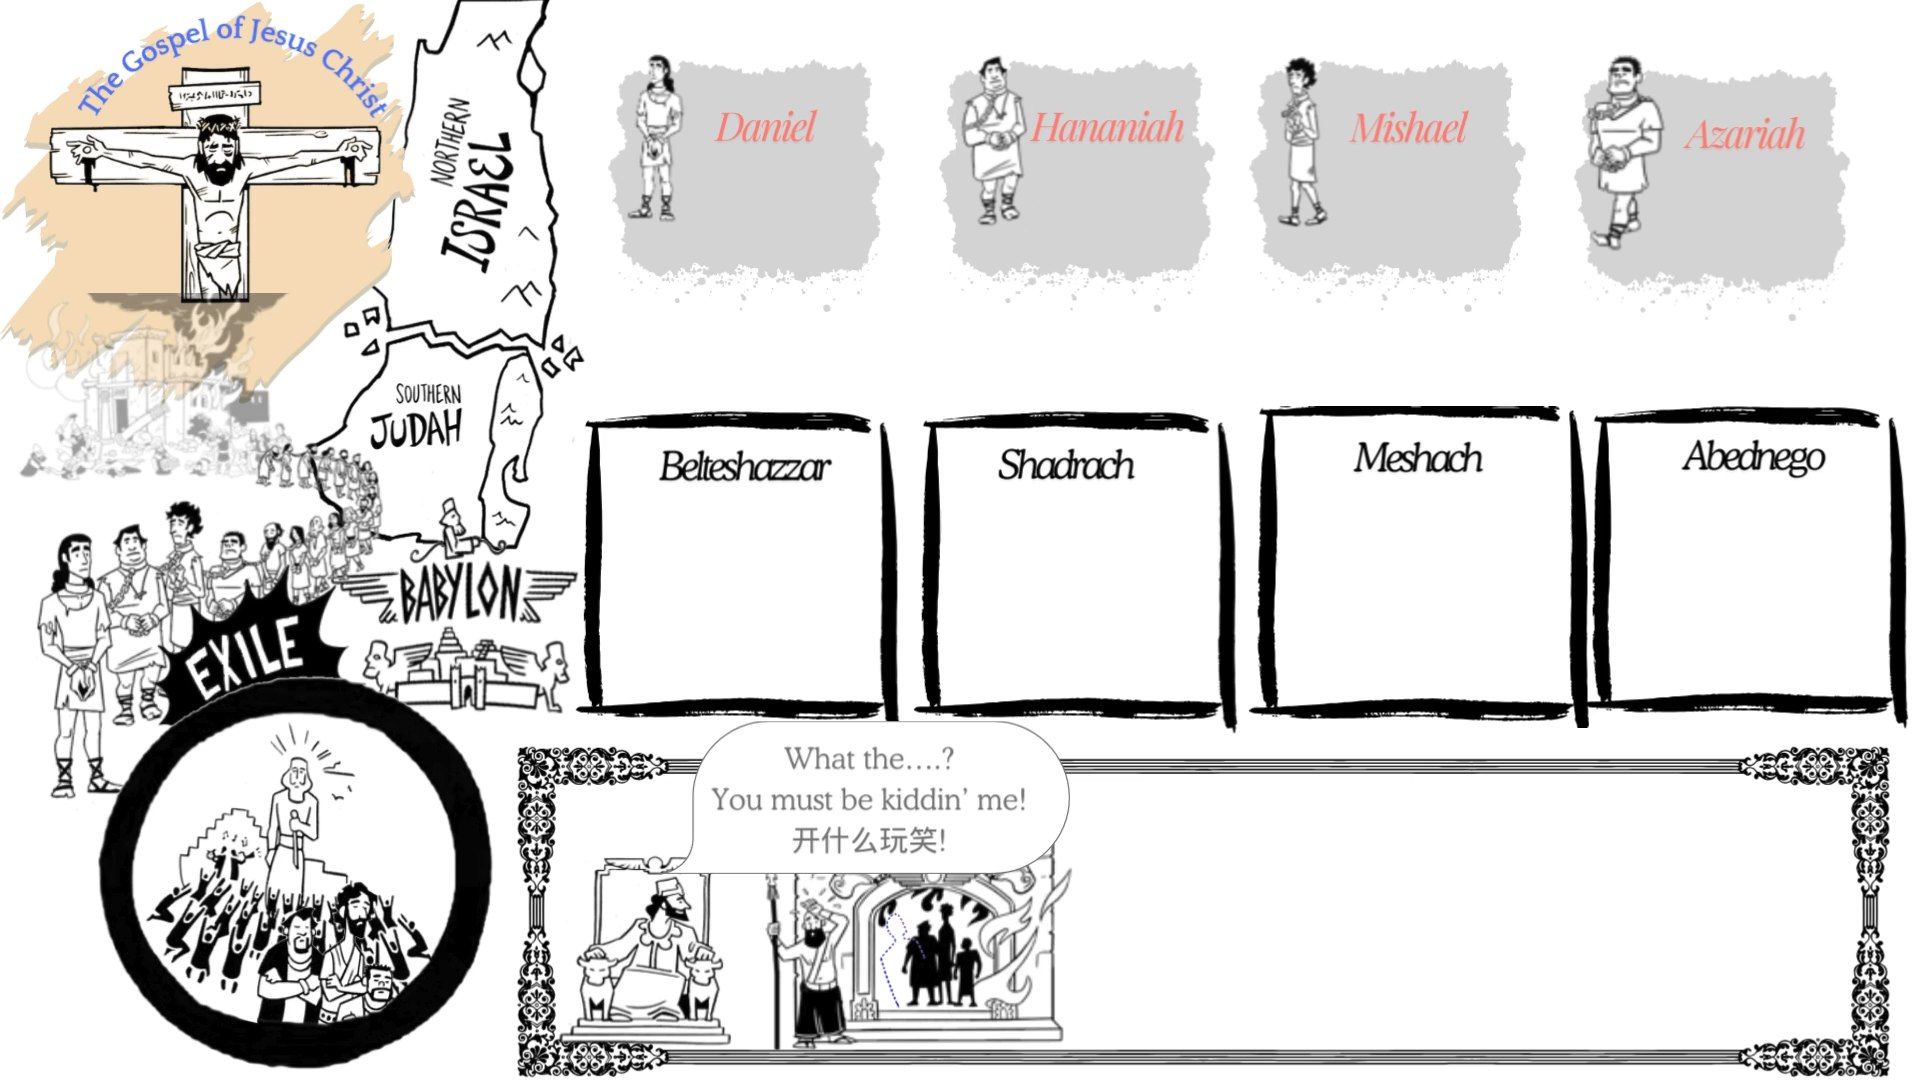 The Gospel of Jesus Christ
NORTHERN
ISRAEL
SOUTHERN
JUDAH
EXILE
BABYLON
Daniel
Hananiah
Mishael
Azariah
Belteshazzar
Shadrach
Meshach
Abednego
What the....?
You must be kiddin' me!
开什么玩笑!